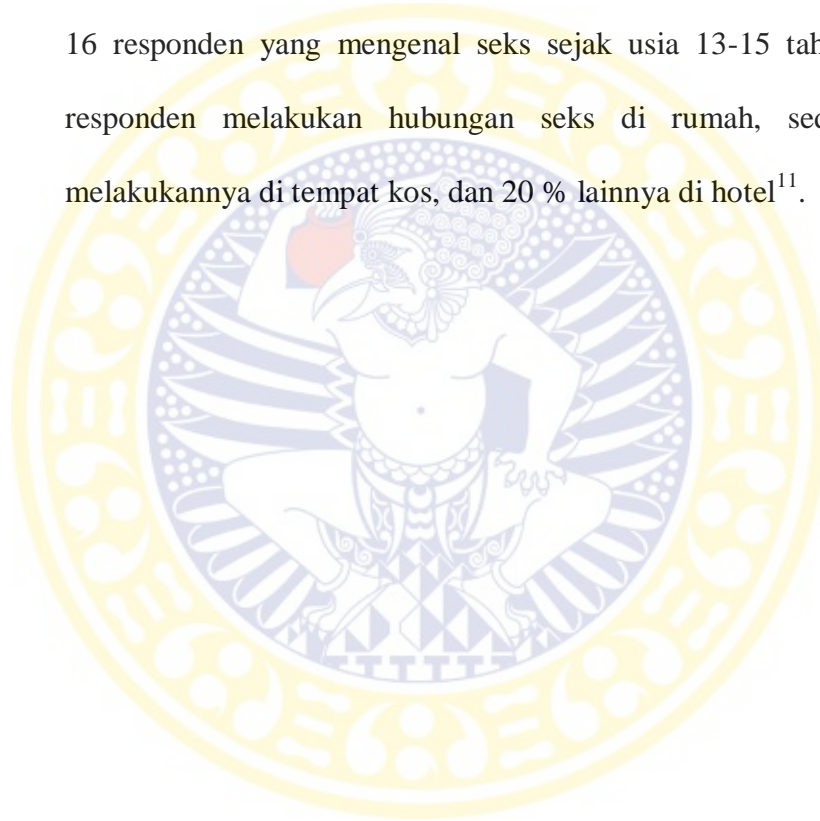 16 responden yang mengenal seks sejak usia 13-15
responden melakukan hubungan seks di rumah,
melakukannya di tempat kos, dan 20 % lainnya di hotel11.